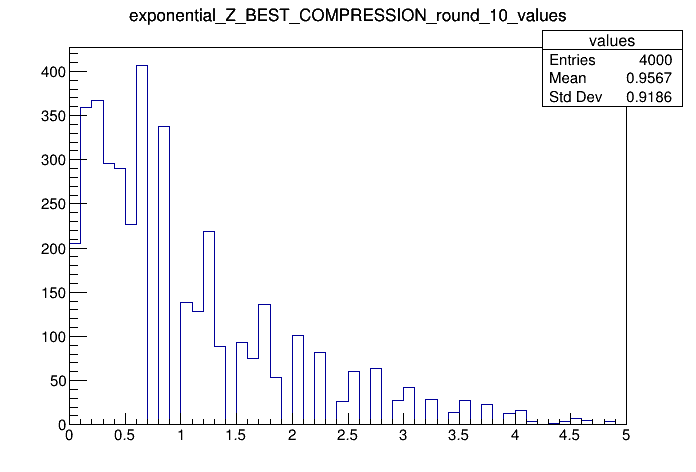 exponential_Z_BEST_COMPRESSION_round_10_values
values
Entries 4000
Mean 0.9567
Std Dev 0.9186
400
350
300
250
200
150
100
50
0
0 0.5 1 1.5 2 2.5 3 3.5 4 4.5 5